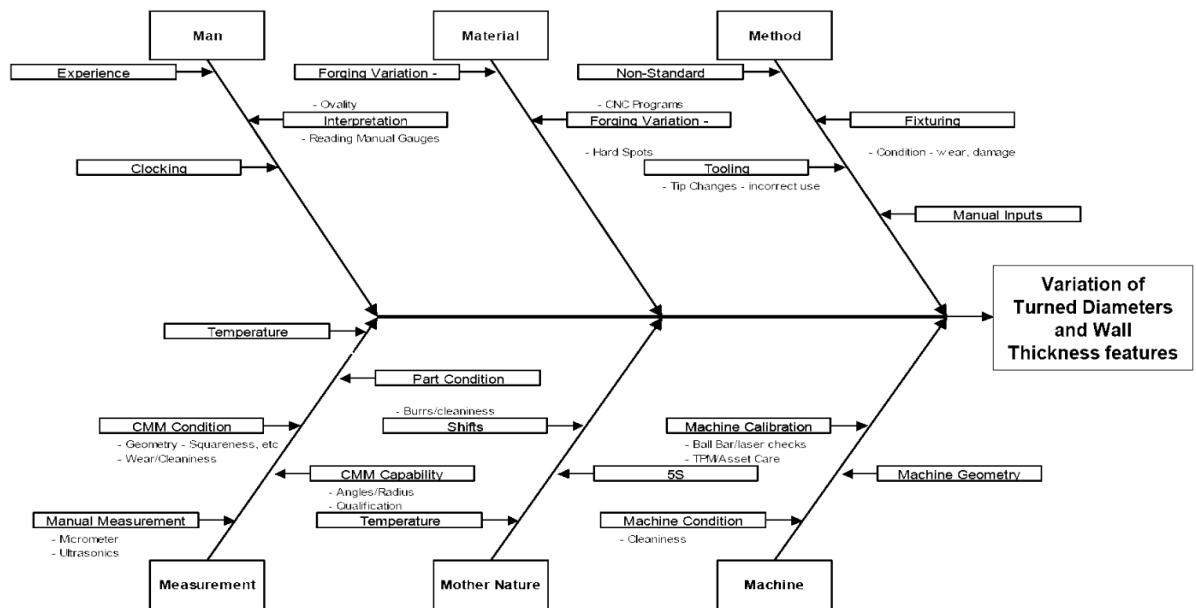 Man
Material
Method
Experience
Forging Variation -
Non-Standard
- Ovality
- CNC Programs
Interpretation
Forging Variation -
Fixturing
- Reading Manual Gauges
- Hard Spots
- Condition - wear, damage
Clocking
Tooling
- Tip Changes - incorrect use
Manual Inputs
Variation of
Turned Diameters
and Wall
Thickness features
Temperature
Part Condition
- Burrs/cleaniness
CMM Condition
Shifts
Machine Calibration
- Geometry - Squareness, etc
- Ball Bar/laser checks
- Wear/Cleaniness
- TPM/Asset Care
CMM Capability
5S
Machine Geometry
- Angles/Radius
- Qualification
Manual Measurement
Temperature
Machine Condition
- Micrometer
- Cleaniness
- Ultrasonics
Measurement
Mother Nature
Machine